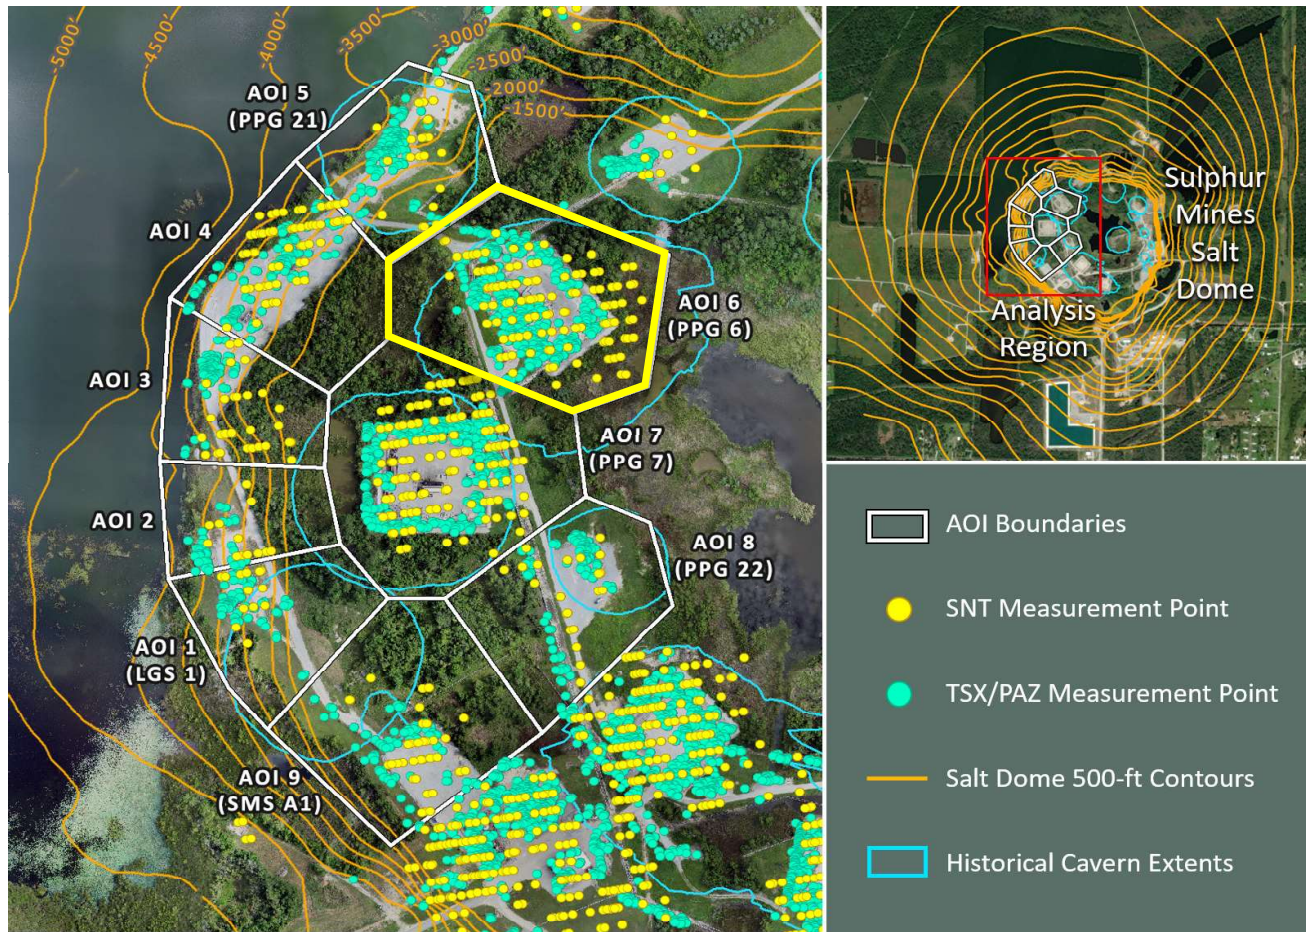 -5000'
-4500'
-4000'
-3500'
-3000'
-2500'
-2000'
-1500'
AOI 5
(PPG 21)
AOI 4
AOI 3
AOI 2
AOI 1
(LGS 1)
AOI 9
(SMS A1)
AOI 6
(PPG 6)
AOI 7
(PPG 7)
AOI 8
(PPG 22)
Sulphur
Mines
Salt
Dome
Analysis
Region
AOI Boundaries
SNT Measurement Point
TSX/PAZ Measurement Point
Salt Dome 500-ft Contours
Historical Cavern Extents